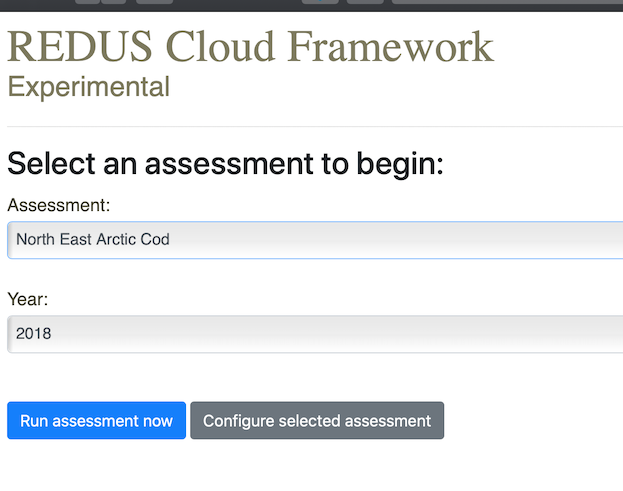 REDUS Cloud Framework
Experimental
Select an assessment to begin:
Assessment:
North East Arctic Cod
Year:
2018
Run assessment now Configure selected assessment